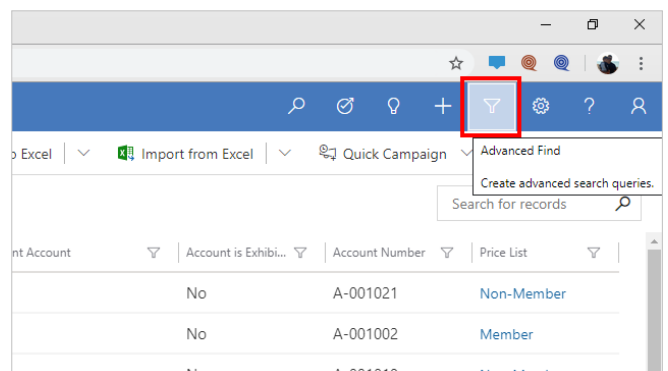 Excel
Import from Excel
Quick Campaign
Advanced Find
Create advanced search queries.
Search for records
nt Account
Account is Exhibi...
Account Number
Price List
No
A-001021
Non-Member
No
A-001002
Member